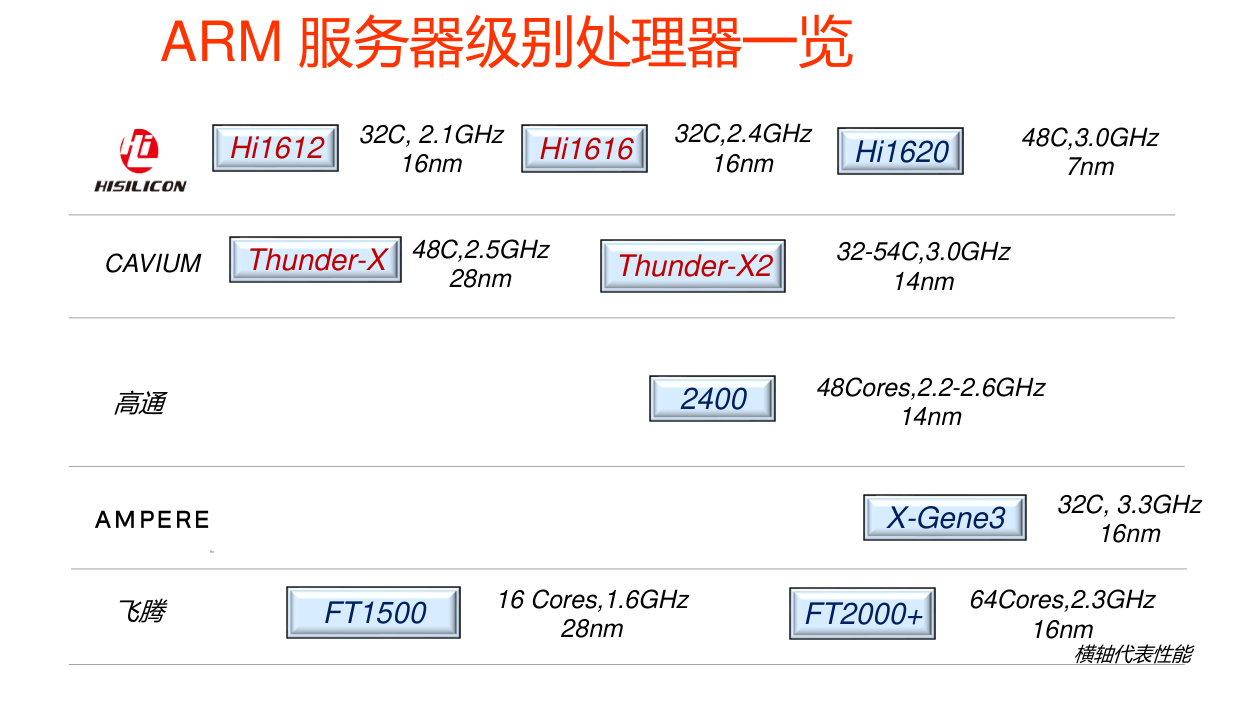 ARM 服务器级别处理器一览
Hi
HISILICON
Hi1612
32C, 2.1GHz
16nm
Hi1616
32C,2.4GHz
16nm
Hi1620
48C,3.0GHz
7nm
CAVIUM
Thunder-X
48C,2.5GHz
28nm
Thunder-X2
32-54C,3.0GHz
14nm
高通
2400
48Cores,2.2-2.6GHz
14nm
AMPERE
X-Gene3
32C, 3.3GHz
16nm
飞腾
FT1500
16 Cores,1.6GHz
28nm
FT2000+
64Cores,2.3GHz
16nm
横轴代表性能